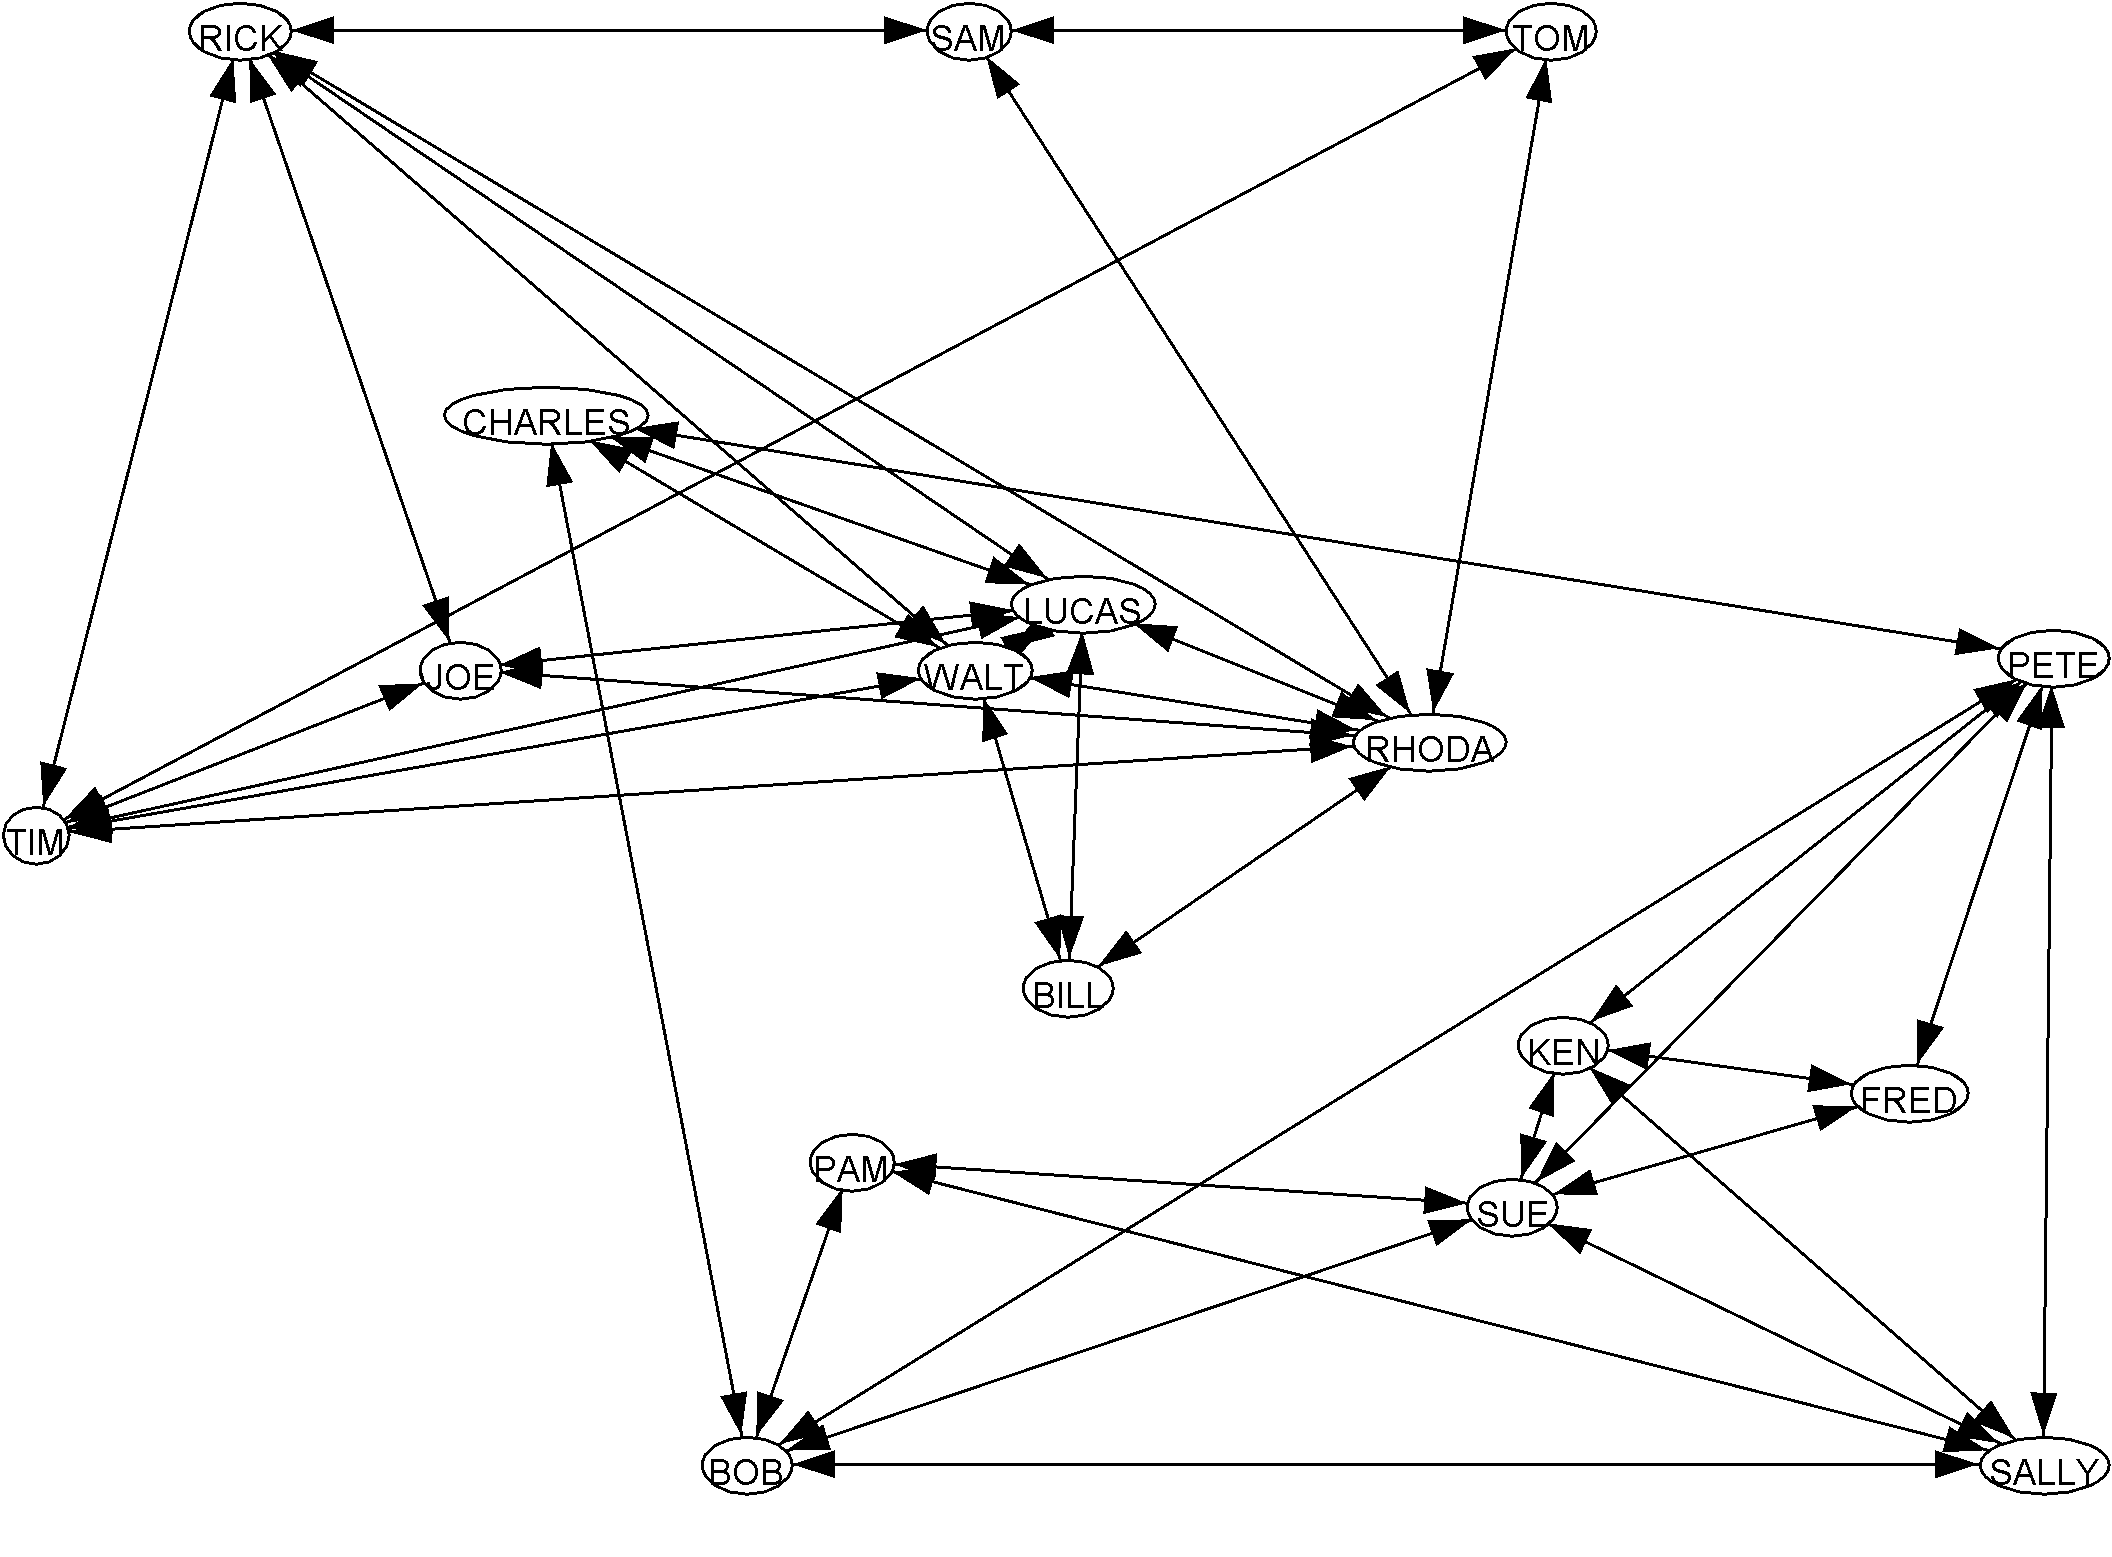 RICK
SAM
TOM
CHARLES
LUCAS
PETE
JOE
WALT
RHODA
TIM
BILL
KEN
FRED
PAM
SUE
BOB
SALLY